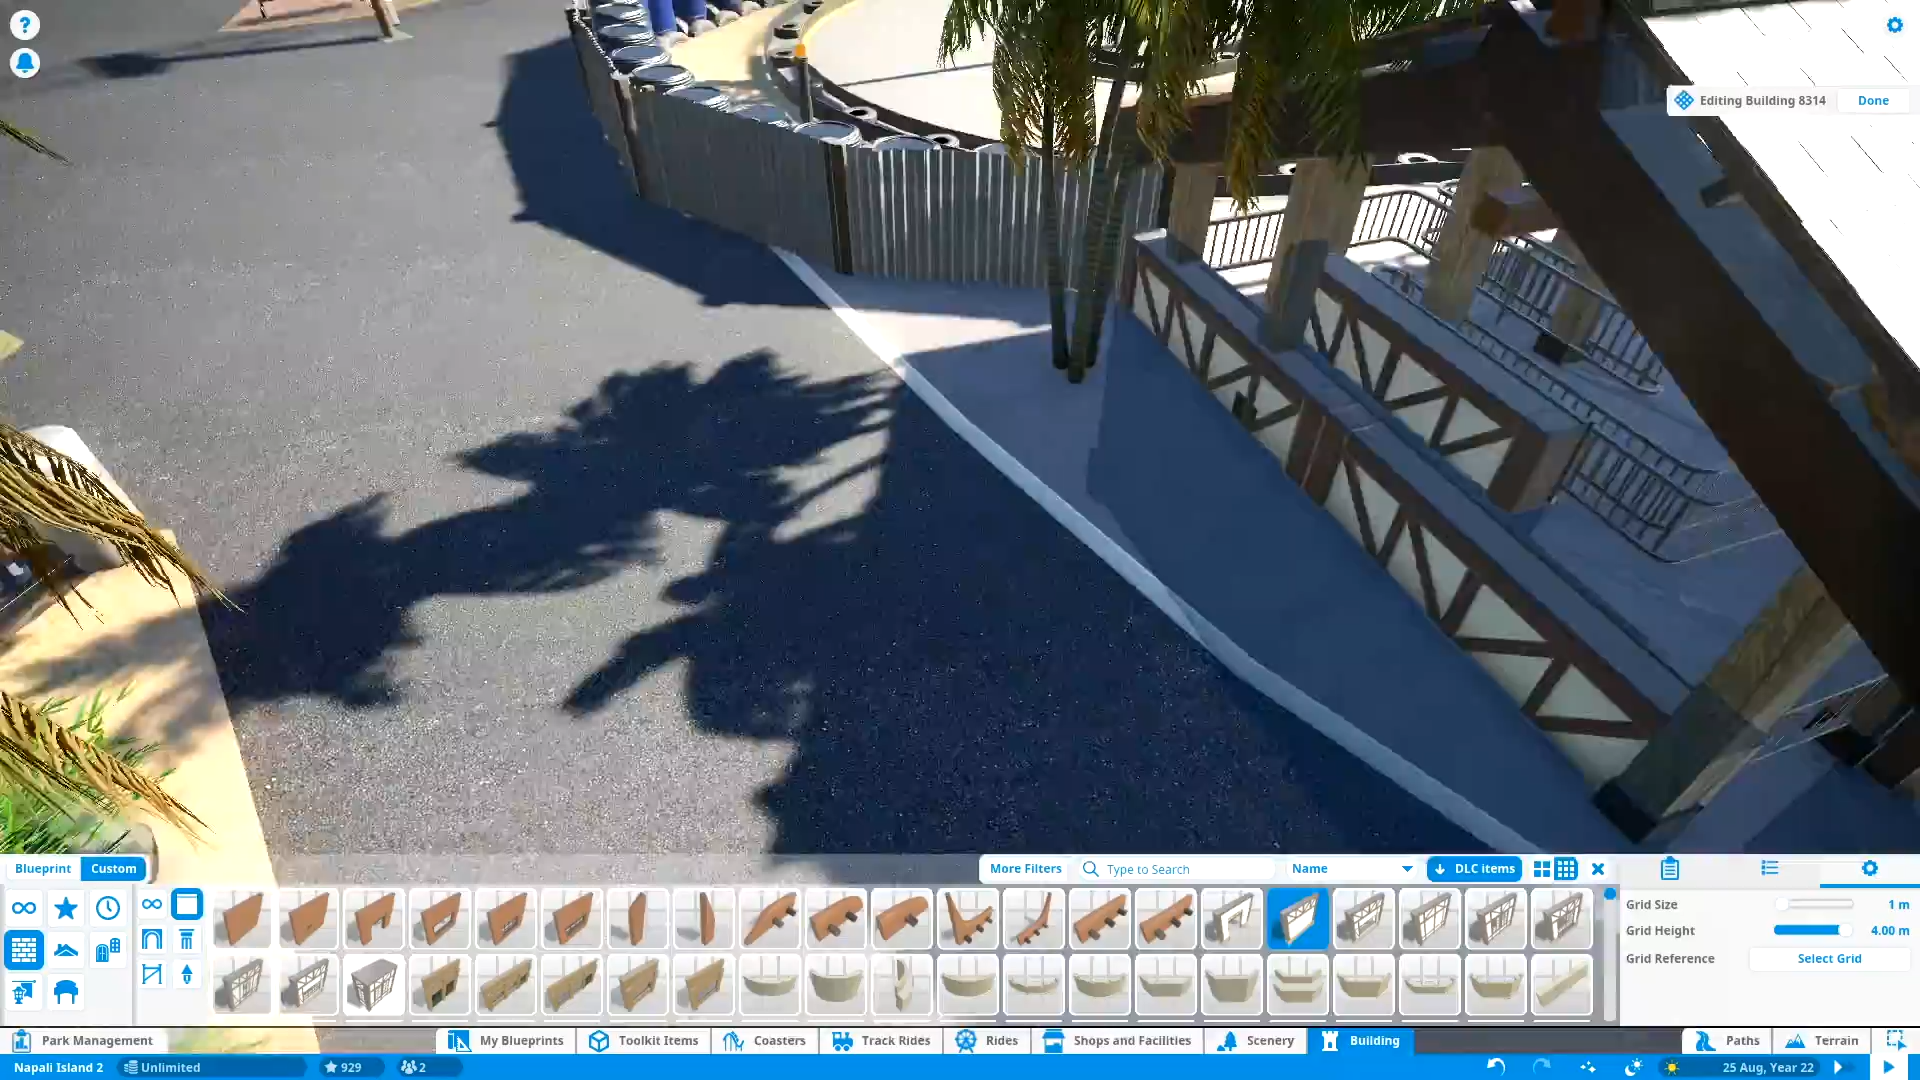 ?
Editing Building 8314 Done
Blueprint Custom
More Filters Type to Search Name DLC items
Grid Size 1 m
Grid Height 4.00 m
Grid Reference Select Grid
Park Management My Blueprints Toolkit Items Coasters Track Rides Rides Shops and Facilities Scenery Building Paths Terrain
Napali Island 2 Unlimited 929 2 25 Aug, Year 22